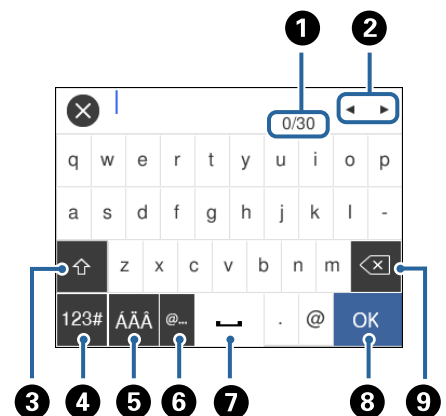 1 2
0/30
q w e r t y u i o p
a s d f g h j k l -
z x c v b n m
123# ÁÄÂ @... . @ OK
3 4 5 6 7 8 9